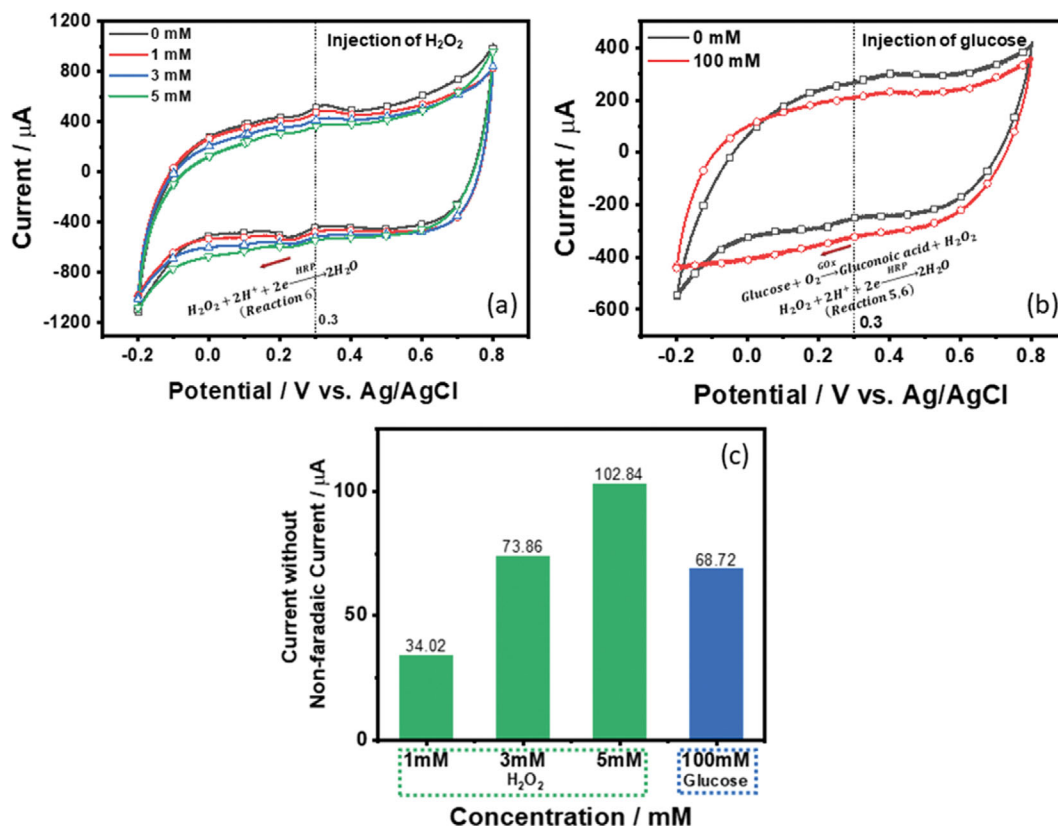 1200
800
400
0
-400
-800
-1200
Current / μA
0 mM
1 mM
3 mM
5 mM
Injection of H₂O₂
H₂O₂ + 2H⁺ + 2e HRP→ 2H₂O
(Reaction 6)
0.3
(a)
-0.2 0.0 0.2 0.4 0.6 0.8
Potential / V vs. Ag/AgCl
400
200
0
-200
-400
-600
Current / μA
0 mM
100 mM
Injection of glucose
Glucose + O₂ GOx→ Gluconoic acid + H₂O₂
H₂O₂ + 2H⁺ + 2e HRP→ 2H₂O
(Reaction 5,6)
0.3
(b)
-0.2 0.0 0.2 0.4 0.6 0.8
Potential / V vs. Ag/AgCl
100
50
0
Current without
Non-faradaic Current / μA
(c)
34.02
73.86
102.84
68.72
1mM 3mM 5mM 100mM
H₂O₂ Glucose
Concentration / mM